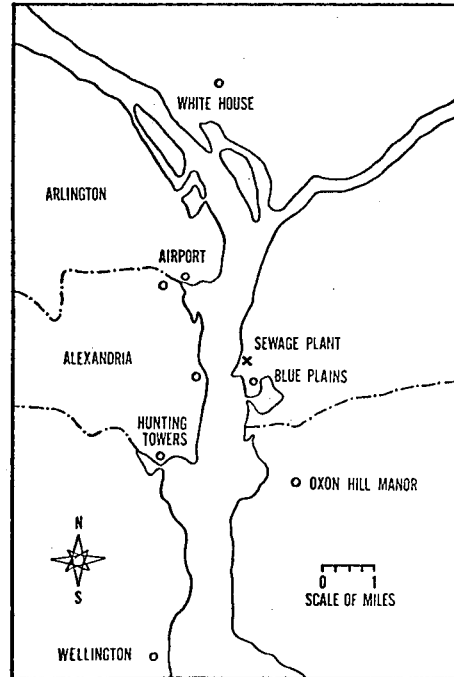 WHITE HOUSE
ARLINGTON
AIRPORT
SEWAGE PLANT
ALEXANDRIA
BLUE PLAINS
HUNTING
TOWERS
OXON HILL MANOR
N
S
0 1
SCALE OF MILES
WELLINGTON